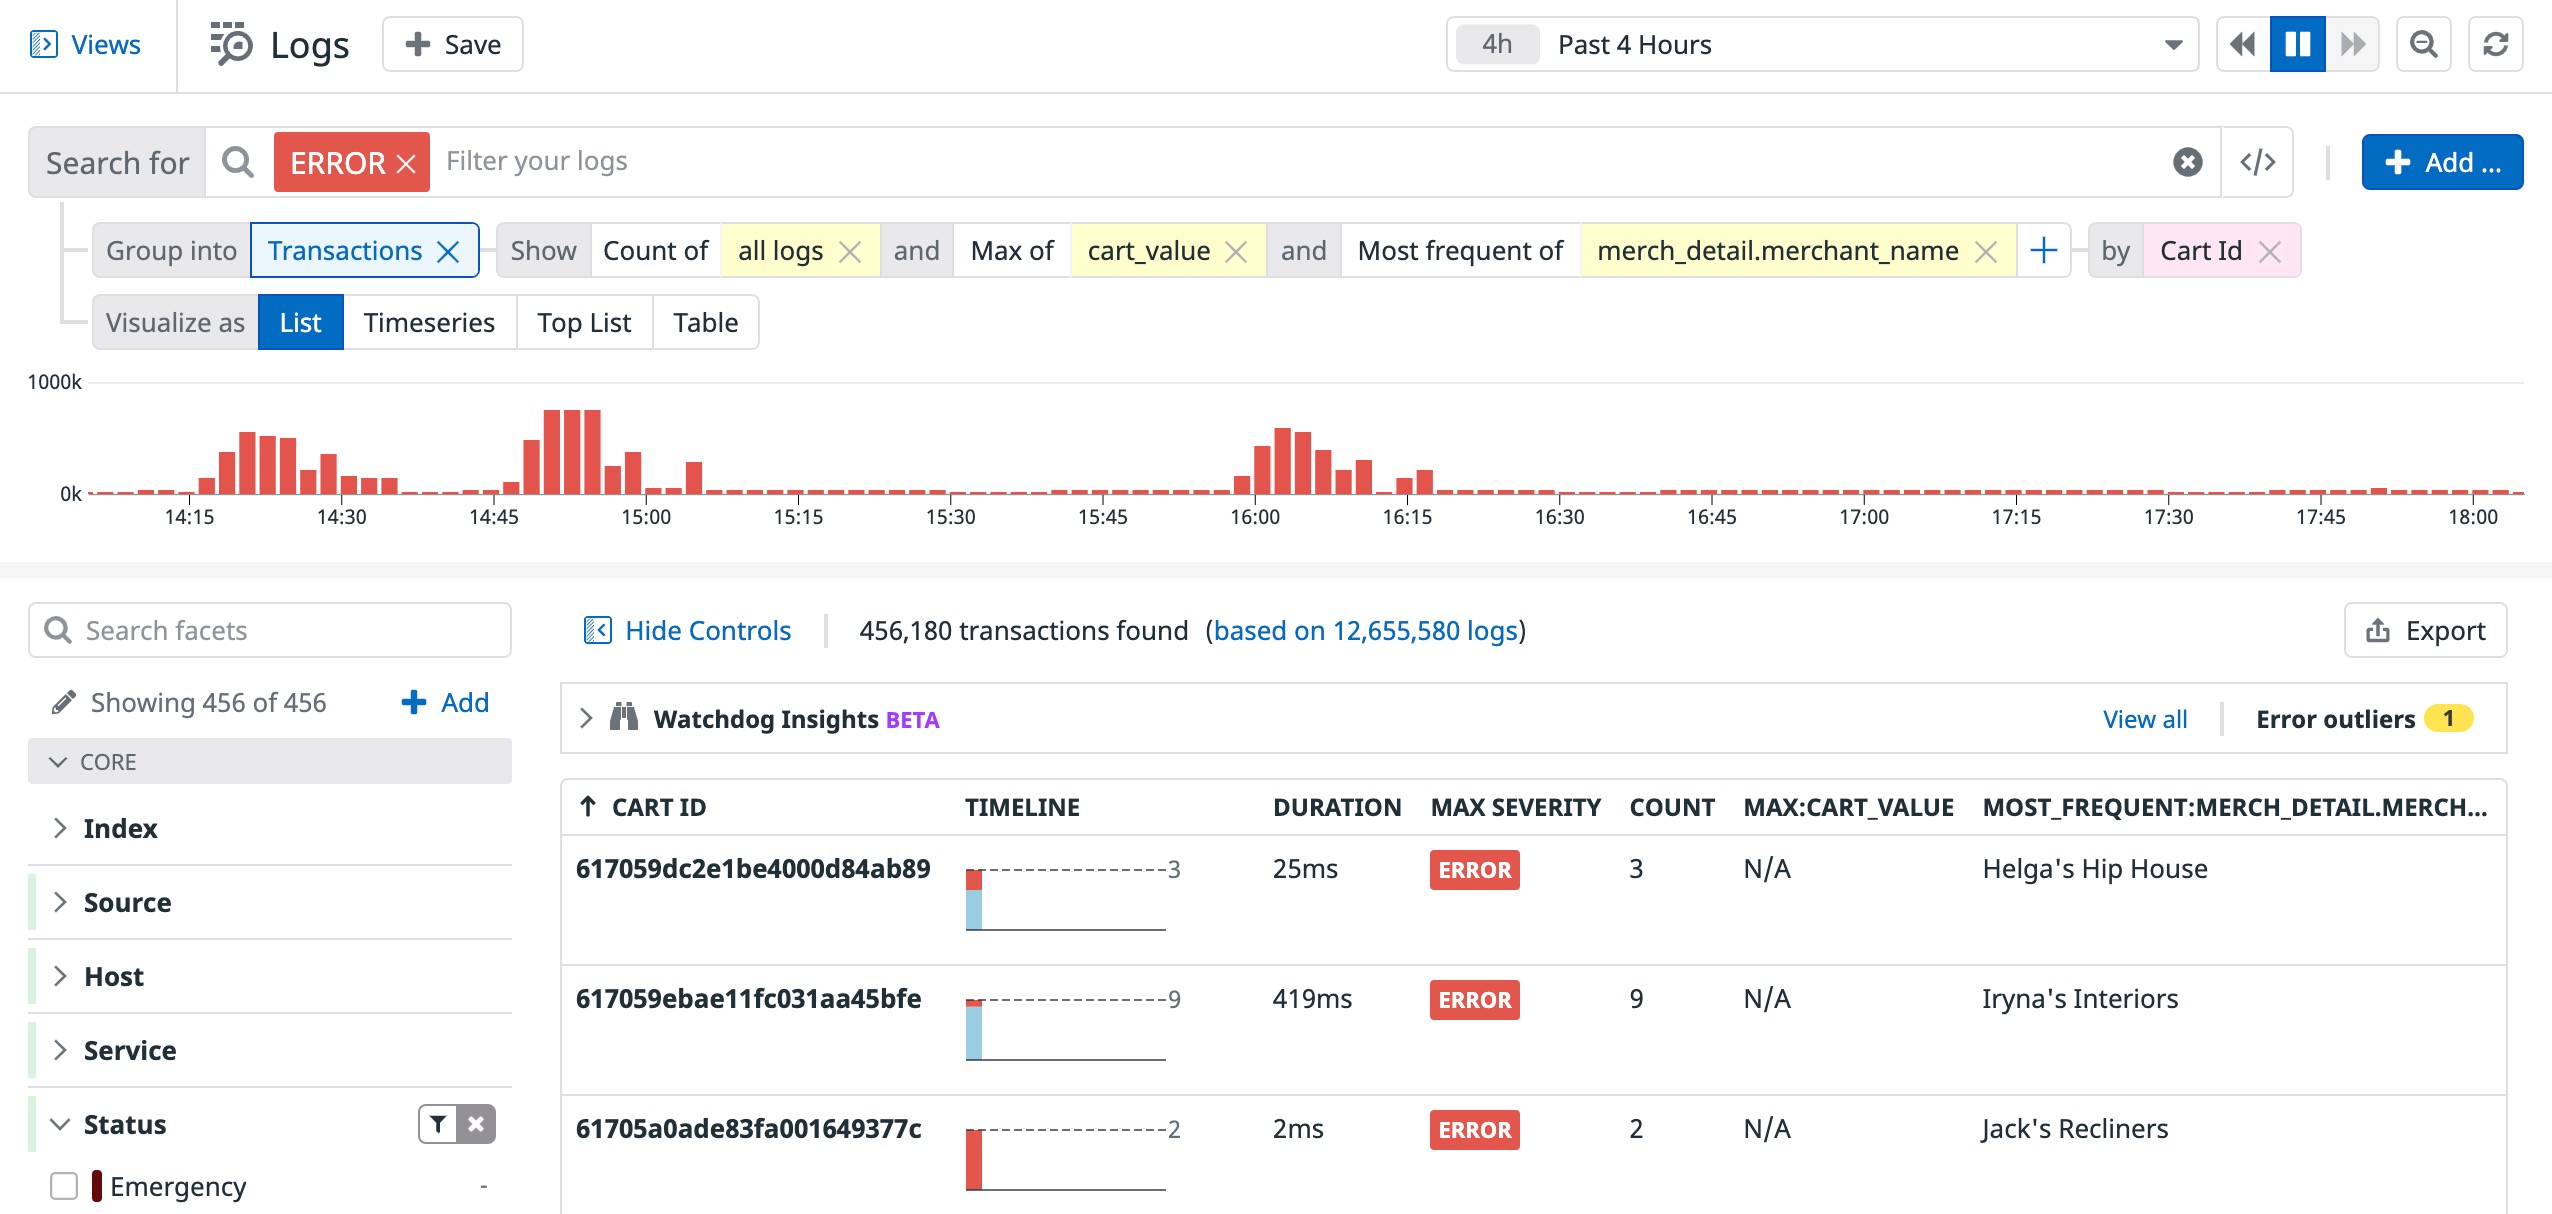 Views Logs Save 4h Past 4 Hours
Search for ERROR Filter your logs </> Add ...
Group into Transactions Show Count of all logs and Max of cart_value and Most frequent of merch_detail.merchant_name by Cart Id
Visualize as List Timeseries Top List Table
1000k
0k
14:15 14:30 14:45 15:00 15:15 15:30 15:45 16:00 16:15 16:30 16:45 17:00 17:15 17:30 17:45 18:00
Search facets
Showing 456 of 456 Add
CORE
Index
Source
Host
Service
Status
Emergency -
Hide Controls 456,180 transactions found (based on 12,655,580 logs) Export
Watchdog Insights BETA View all Error outliers 1
CART ID TIMELINE DURATION MAX SEVERITY COUNT MAX:CART_VALUE MOST_FREQUENT:MERCH_DETAIL.MERCH...
617059dc2e1be4000d84ab89 3 25ms ERROR 3 N/A Helga's Hip House
617059ebae11fc031aa45bfe 9 419ms ERROR 9 N/A Iryna's Interiors
61705a0ade83fa001649377c 2 2ms ERROR 2 N/A Jack's Recliners